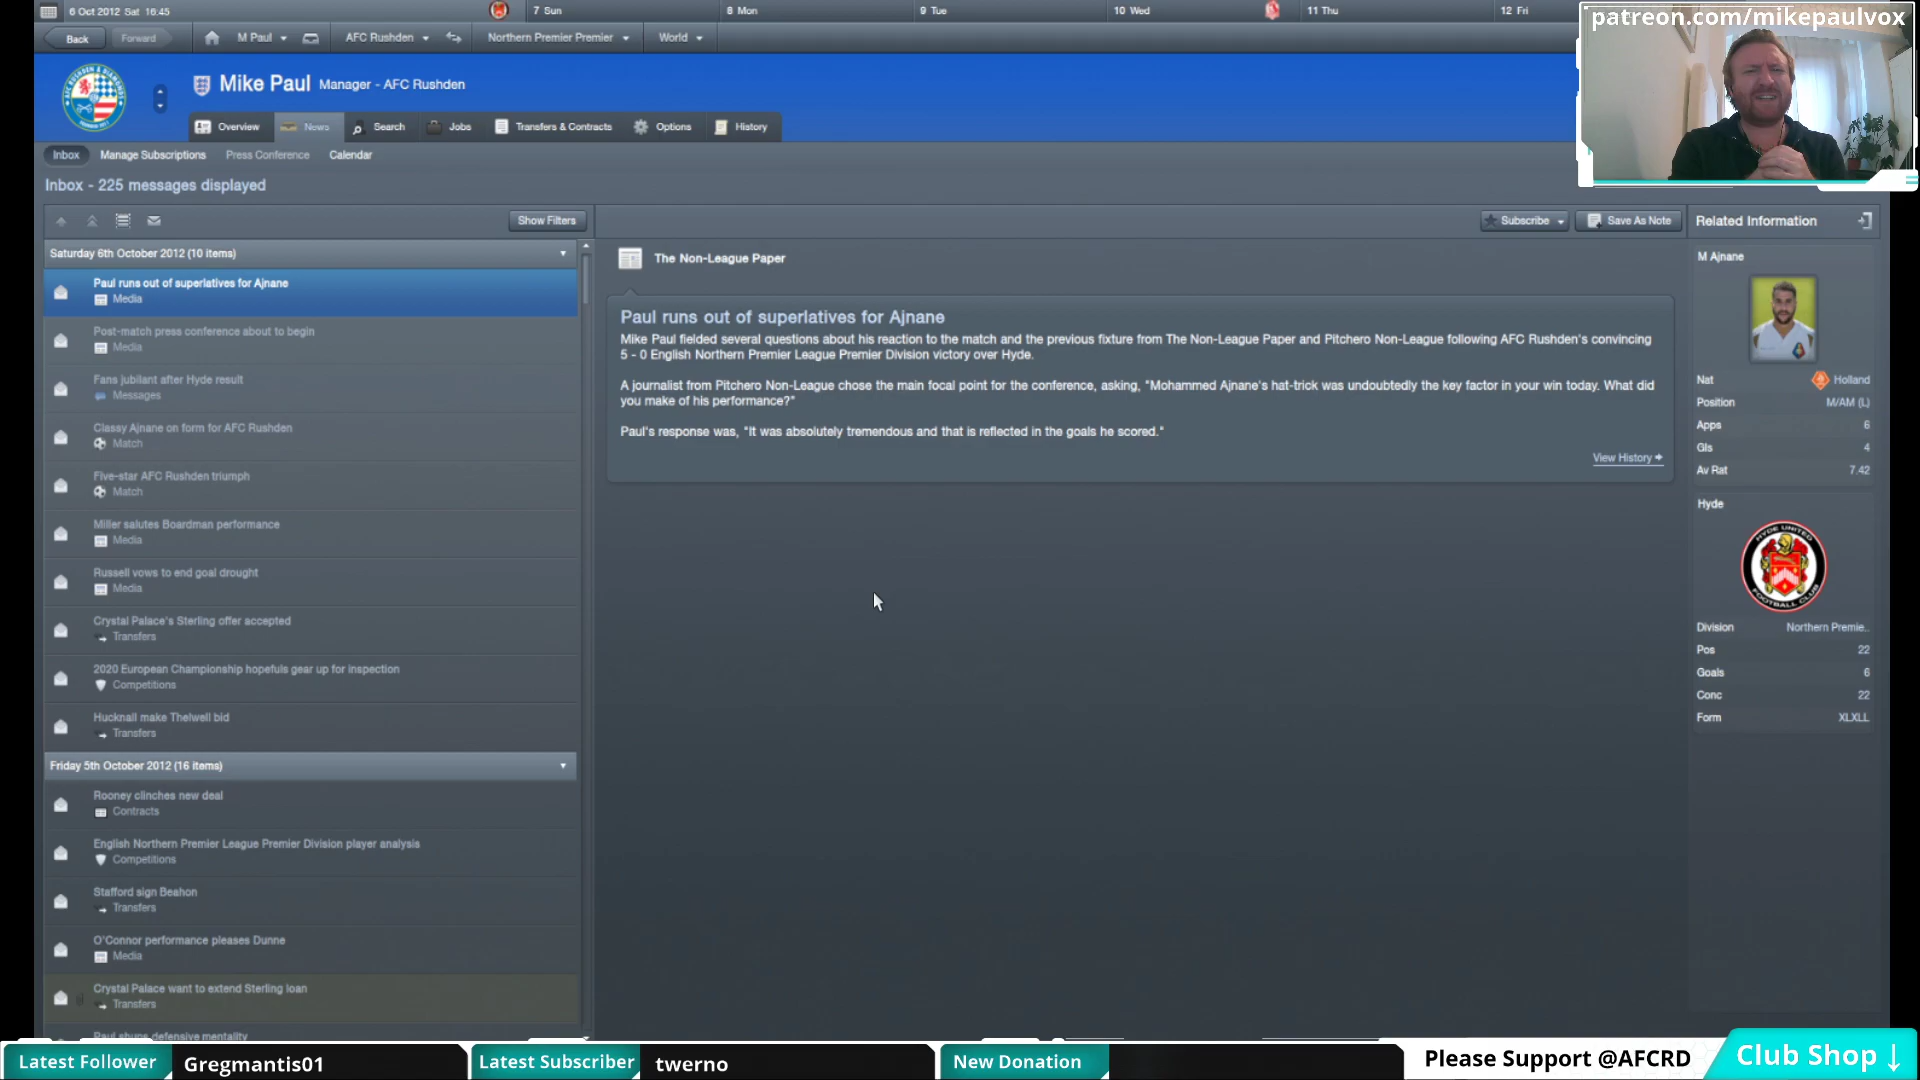 6 Oct 2012 Sat 16:45
7 Sun
8 Mon
9 Tue
10 Wed
11 Thu
12 Fri
patreon.com/mikepaulvox
Back
Forward
M Paul
AFC Rushden
Northern Premier Premier
World
Mike Paul Manager - AFC Rushden
Overview
News
Search
Jobs
Transfers & Contracts
Options
History
Inbox
Manage Subscriptions
Press Conference
Calendar
Inbox - 225 messages displayed
Show Filters
Saturday 6th October 2012 (10 items)
Paul runs out of superlatives for Ajnane
Media
Post-match press conference about to begin
Media
Fans jubilant after Hyde result
Messages
Classy Ajnane on form for AFC Rushden
Match
Five-star AFC Rushden triumph
Match
Miller salutes Boardman performance
Media
Russell vows to end goal drought
Media
Crystal Palace's Sterling offer accepted
Transfers
2020 European Championship hopefuls gear up for inspection
Competitions
Hucknall make Thelwell bid
Transfers
Friday 5th October 2012 (16 items)
Rooney clinches new deal
Contracts
English Northern Premier League Premier Division player analysis
Competitions
Stafford sign Beahon
Transfers
O'Connor performance pleases Dunne
Media
Crystal Palace want to extend Sterling loan
Transfers
Paul shuns defensive mentality
Subscribe
Save As Note
The Non-League Paper
Paul runs out of superlatives for Ajnane
Mike Paul fielded several questions about his reaction to the match and the previous fixture from The Non-League Paper and Pitchero Non-League following AFC Rushden's convincing
5 - 0 English Northern Premier League Premier Division victory over Hyde.
A journalist from Pitchero Non-League chose the main focal point for the conference, asking, "Mohammed Ajnane's hat-trick was undoubtedly the key factor in your win today. What did
you make of his performance?"
Paul's response was, "It was absolutely tremendous and that is reflected in the goals he scored."
View History
Related Information
M Ajnane
Nat Holland
Position M/AM (L)
Apps 6
Gls 4
Av Rat 7.42
Hyde
HYDE UNITED
FOOTBALL CLUB
Division Northern Premie..
Pos 22
Goals 6
Conc 22
Form XLXLL
Latest Follower
Gregmantis01
Latest Subscriber
twerno
New Donation
Please Support @AFCRD
Club Shop ↓